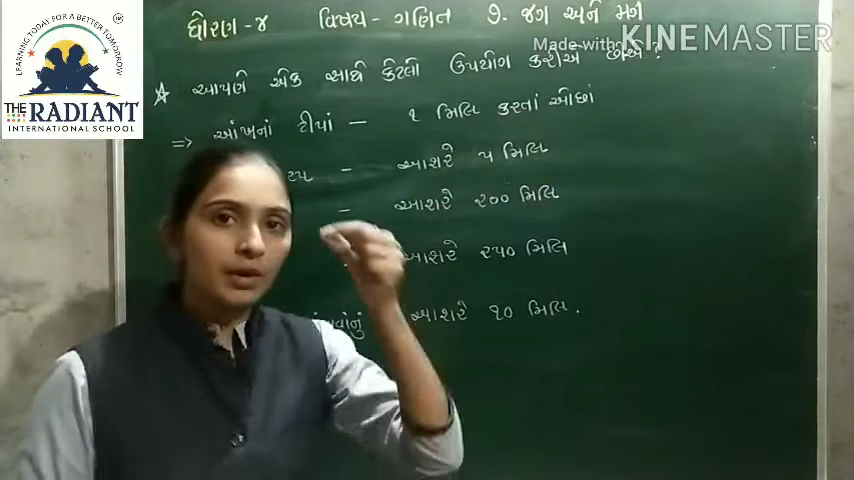 ધોરણ-૪ વિષય - ગણિત ૭. જગ અને મગ
Made with KINEMASTER
LEARNING TODAY FOR A BETTER TOMORROW
THE RADIANT
INTERNATIONAL SCHOOL
આપણે એક સાથે કેટલો ઉપયોગ કરીએ છીએ ?
⇒ આંખનાં ટીપાં - ૧ મિલિ કરતાં ઓછાં
- આશરે ૫ મિલિ
- આશરે ૨૦૦ મિલિ
આશરે ૨૫૦ મિલિ
આશરે ૧૦ મિલિ.